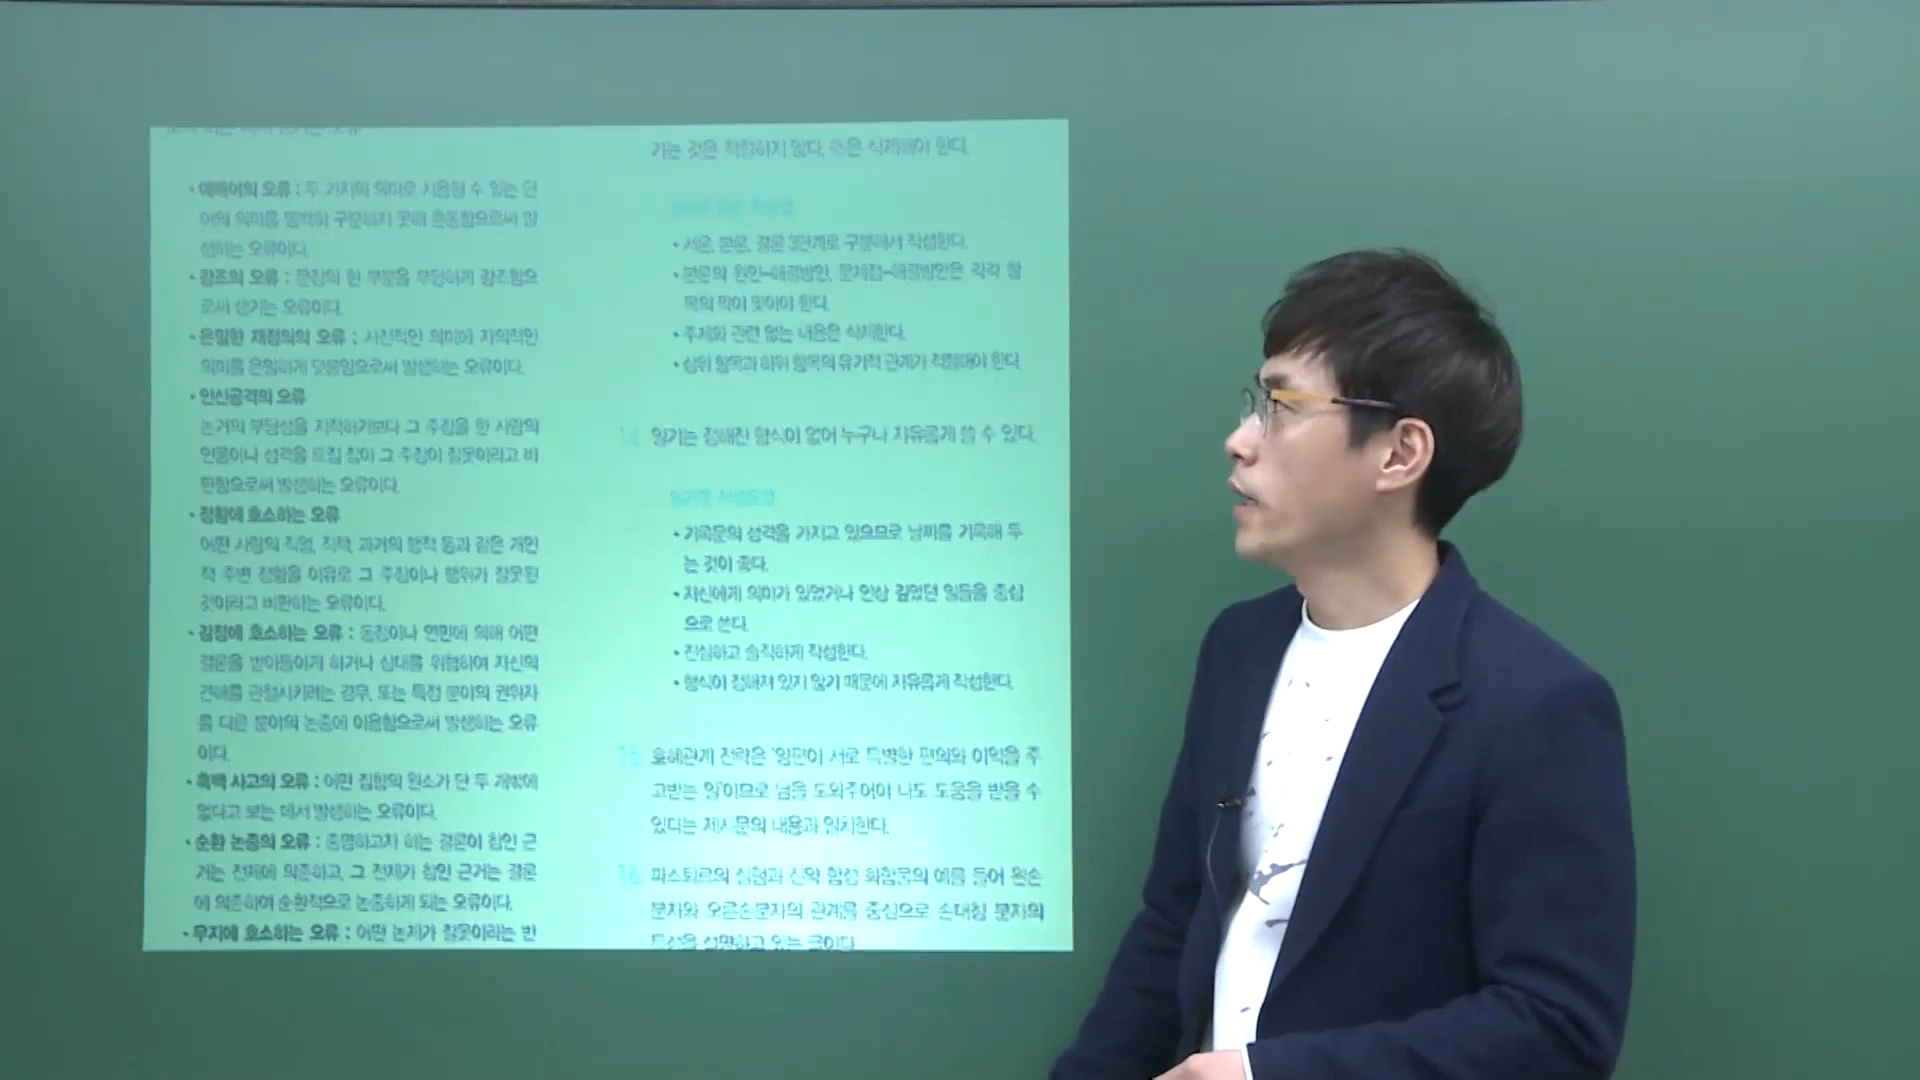 • 애매어의 오류 : 두 가지의 의미로 사용될 수 있는 단
어의 의미를 명백히 구분하지 못해 혼동함으로써 발
생하는 오류이다.
• 강조의 오류 : 문장의 한 부분을 부당하게 강조함으
로써 생기는 오류이다.
• 은밀한 재정의의 오류 : 사전적인 의미에 자의적인
의미를 은밀하게 덧붙임으로써 발생하는 오류이다.
• 인신공격의 오류
논거의 부당성을 지적하기보다 그 주장을 한 사람의
인품이나 성격을 트집 잡아 그 주장이 잘못이라고 비
판함으로써 발생하는 오류이다.
• 정황에 호소하는 오류
어떤 사람의 직업, 직책, 과거의 행적 등과 같은 개인
적 주변 정황을 이유로 그 주장이나 행위가 잘못된
것이라고 비판하는 오류이다.
• 감정에 호소하는 오류 : 동정이나 연민에 의해 어떤
결론을 받아들이게 하거나 상대를 위협하여 자신의
견해를 관철시키려는 경우, 또는 특정 분야의 권위자
를 다른 분야의 논증에 이용함으로써 발생하는 오류
이다.
• 흑백 사고의 오류 : 어떤 집합의 원소가 단 두 개밖에
없다고 보는 데서 발생하는 오류이다.
• 순환 논증의 오류 : 증명하고자 하는 결론이 참인 근
거는 전제에 의존하고, 그 전제가 참인 근거는 결론
에 의존하여 순환적으로 논증하게 되는 오류이다.
• 무지에 호소하는 오류 : 어떤 논제가 잘못이라는 반
가는 것은 적절하지 않다. ㉥은 삭제해야 한다.
• 서론, 본론, 결론 3단계로 구분해서 작성한다.
• 본론의 원인-해결방안, 문제점-해결방안은 각각 항
목의 짝이 맞아야 한다.
• 주제와 관련 없는 내용은 삭제한다.
• 상위 항목과 하위 항목의 유기적 관계가 적절해야 한다.
14 일기는 정해진 형식이 없어 누구나 자유롭게 쓸 수 있다.
일기문 작성요령
• 기록문의 성격을 가지고 있으므로 날짜를 기록해 두
는 것이 좋다.
• 자신에게 의미가 있었거나 인상 깊었던 일들을 중심
으로 쓴다.
• 진실하고 솔직하게 작성한다.
• 형식이 정해져 있지 않기 때문에 자유롭게 작성한다.
15 호혜관계 전략은 '양편이 서로 특별한 편의와 이익을 주
고받는 일'이므로 남을 도와주어야 나도 도움을 받을 수
있다는 제시문의 내용과 일치한다.
16 파스퇴르의 실험과 신약 합성 화합물의 예를 들어 왼손
분자와 오른손분자의 관계를 중심으로 손대칭 분자의
특성을 설명하고 있는 글이다.